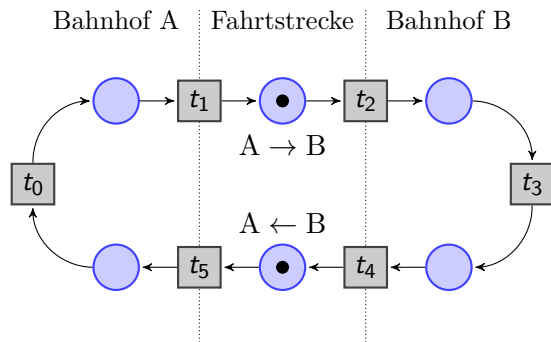 Bahnhof A Fahrtstrecke Bahnhof B
t₁ t₂
A → B
t₀ t₃
A ← B
t₅ t₄